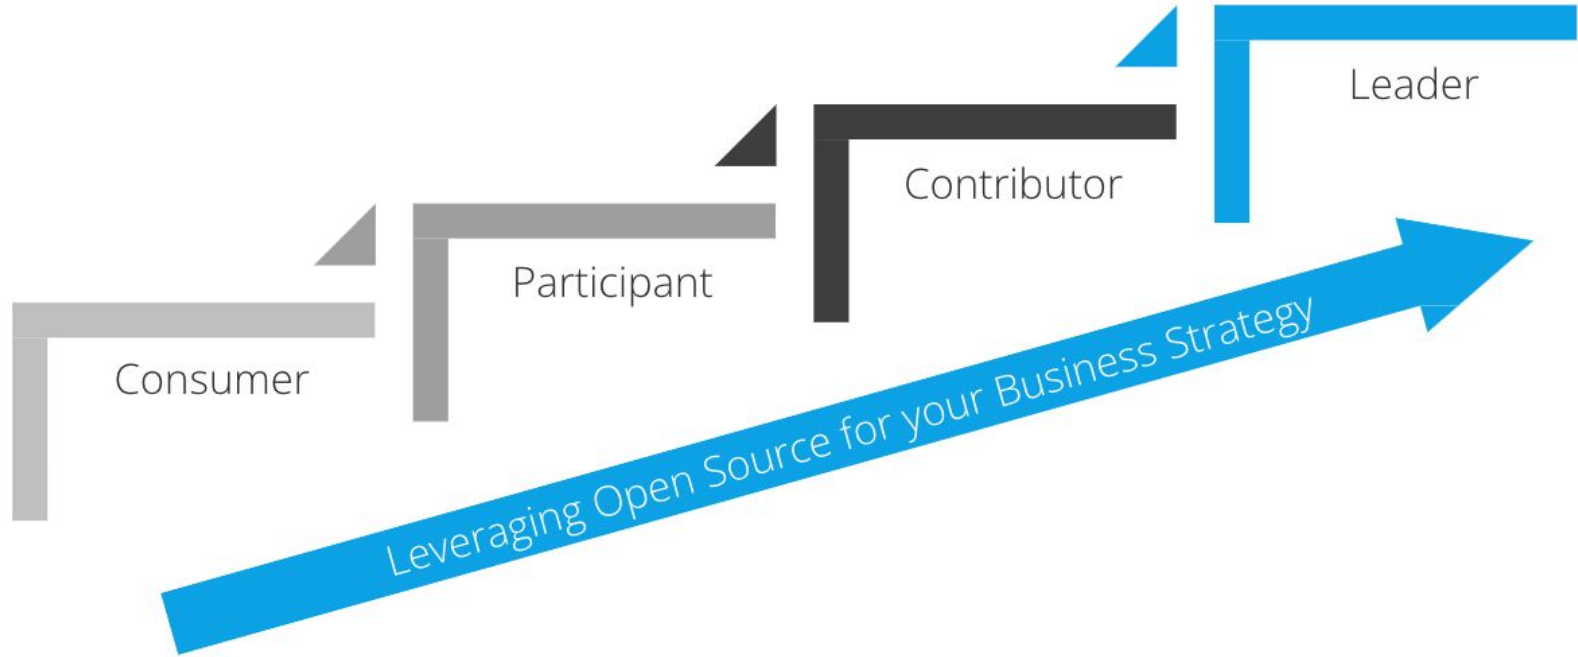 Leader
Contributor
Participant
Consumer
Leveraging Open Source for your Business Strategy